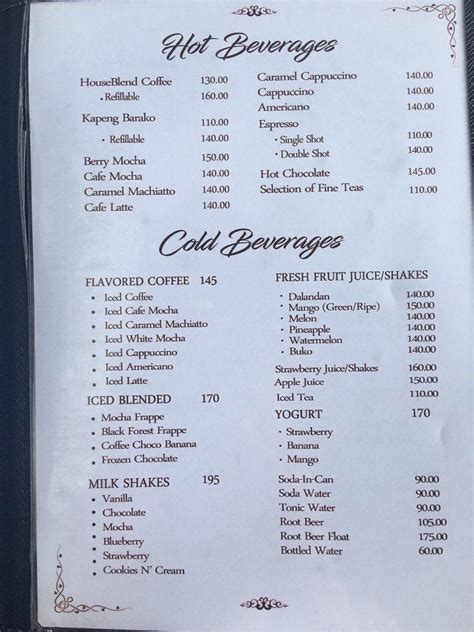 Hot Beverages
HouseBlend Coffee 130.00
• Refillable 160.00
Kapeng Barako 110.00
• Refillable 140.00
Berry Mocha 150.00
Cafe Mocha 140.00
Caramel Machiatto 140.00
Cafe Latte 140.00
Caramel Cappuccino 140.00
Cappuccino 140.00
Americano 140.00
Espresso
• Single Shot 110.00
• Double Shot 140.00
Hot Chocolate 145.00
Selection of Fine Teas 110.00
Cold Beverages
FLAVORED COFFEE 145
• Iced Coffee
• Iced Cafe Mocha
• Iced Caramel Machiatto
• Iced White Mocha
• Iced Cappuccino
• Iced Americano
• Iced Latte
ICED BLENDED 170
• Mocha Frappe
• Black Forest Frappe
• Coffee Choco Banana
• Frozen Chocolate
MILK SHAKES 195
• Vanilla
• Chocolate
• Mocha
• Blueberry
• Strawberry
• Cookies N' Cream
FRESH FRUIT JUICE/SHAKES
• Dalandan 140.00
• Mango (Green/Ripe) 150.00
• Melon 140.00
• Pineapple 140.00
• Watermelon 140.00
• Buko 140.00
Strawberry Juice/Shakes 160.00
Apple Juice 150.00
Iced Tea 110.00
YOGURT 170
• Strawberry
• Banana
• Mango
Soda-In-Can 90.00
Soda Water 90.00
Tonic Water 90.00
Root Beer 105.00
Root Beer Float 175.00
Bottled Water 60.00